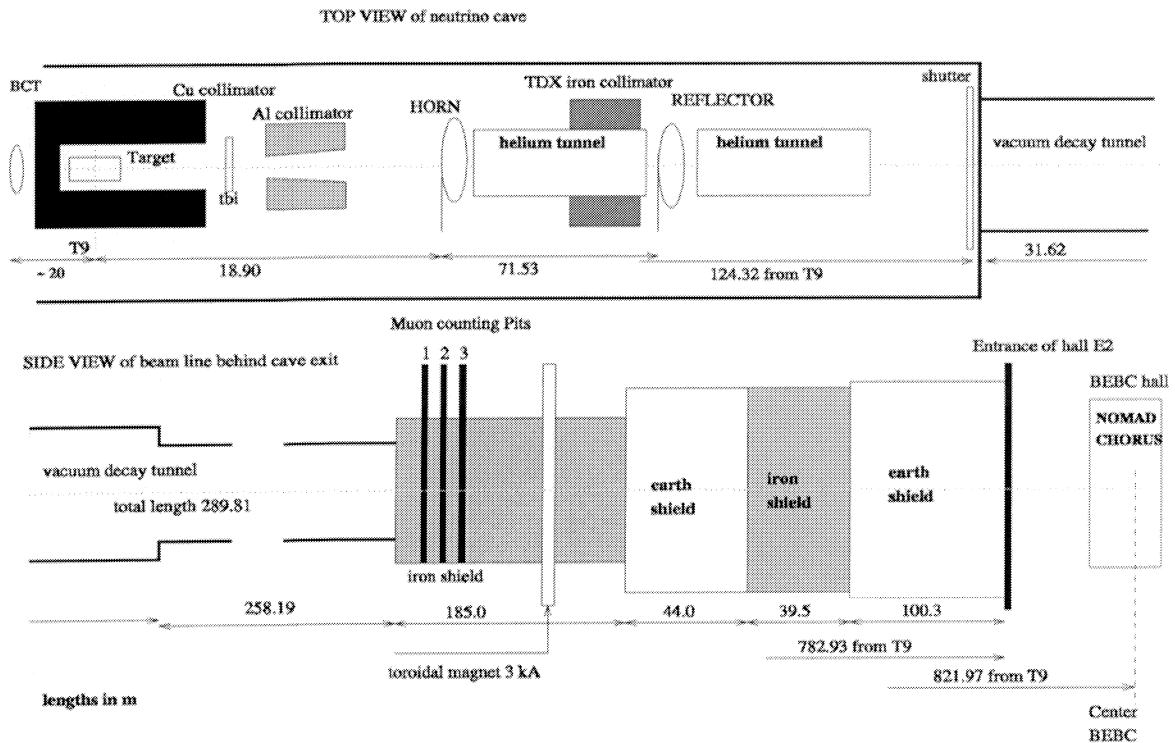 TOP VIEW of neutrino cave
BCT
Cu collimator
Al collimator
HORN
TDX iron collimator
REFLECTOR
shutter
Target
helium tunnel
helium tunnel
vacuum decay tunnel
tbi
T9
~ 20
18.90
71.53
124.32 from T9
31.62
Muon counting Pits
SIDE VIEW of beam line behind cave exit
1 2 3
Entrance of hall E2
BEBC hall
NOMAD
CHORUS
vacuum decay tunnel
total length 289.81
earth
shield
iron
shield
earth
shield
iron shield
258.19
185.0
44.0
39.5
100.3
782.93 from T9
toroidal magnet 3 kA
821.97 from T9
lengths in m
Center
BEBC